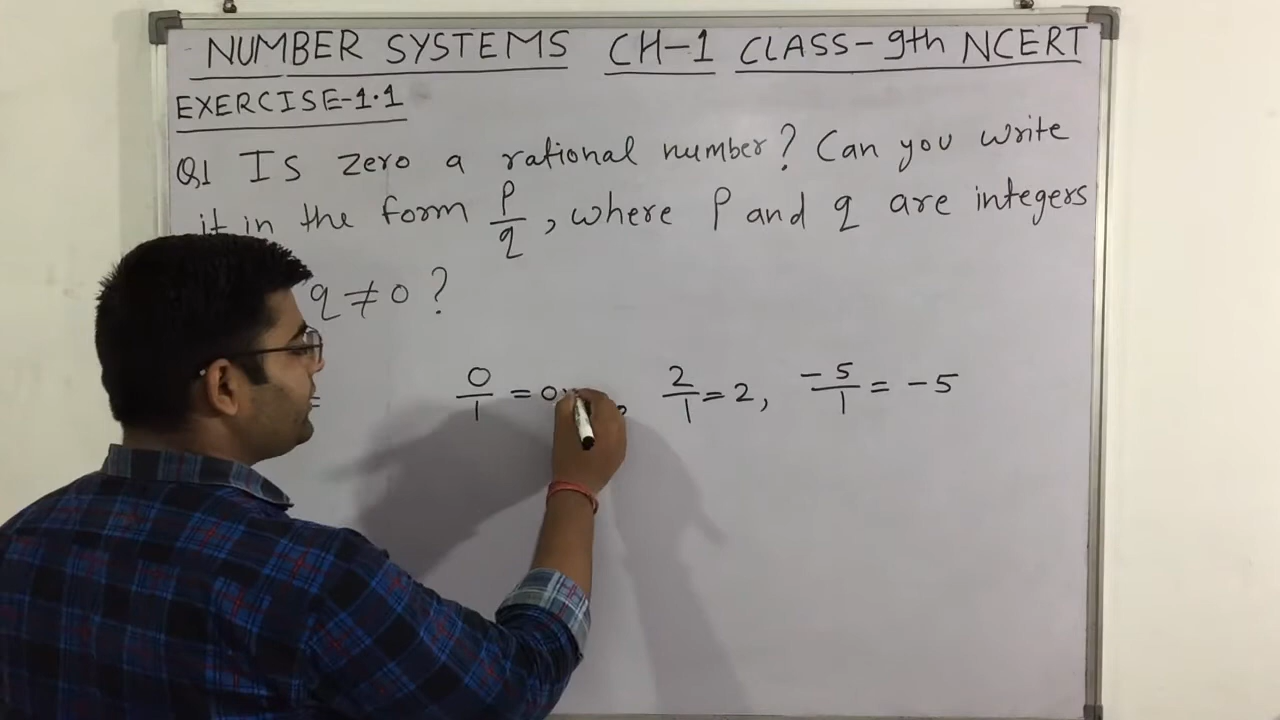 NUMBER SYSTEMS CH-1 CLASS-9th NCERT
EXERCISE-1.1
Q1 Is zero a rational number? Can you write
it in the form p/q, where p and q are integers
q ≠ 0 ?
= 0/1 = 0 , 2/1 = 2, -5/1 = -5